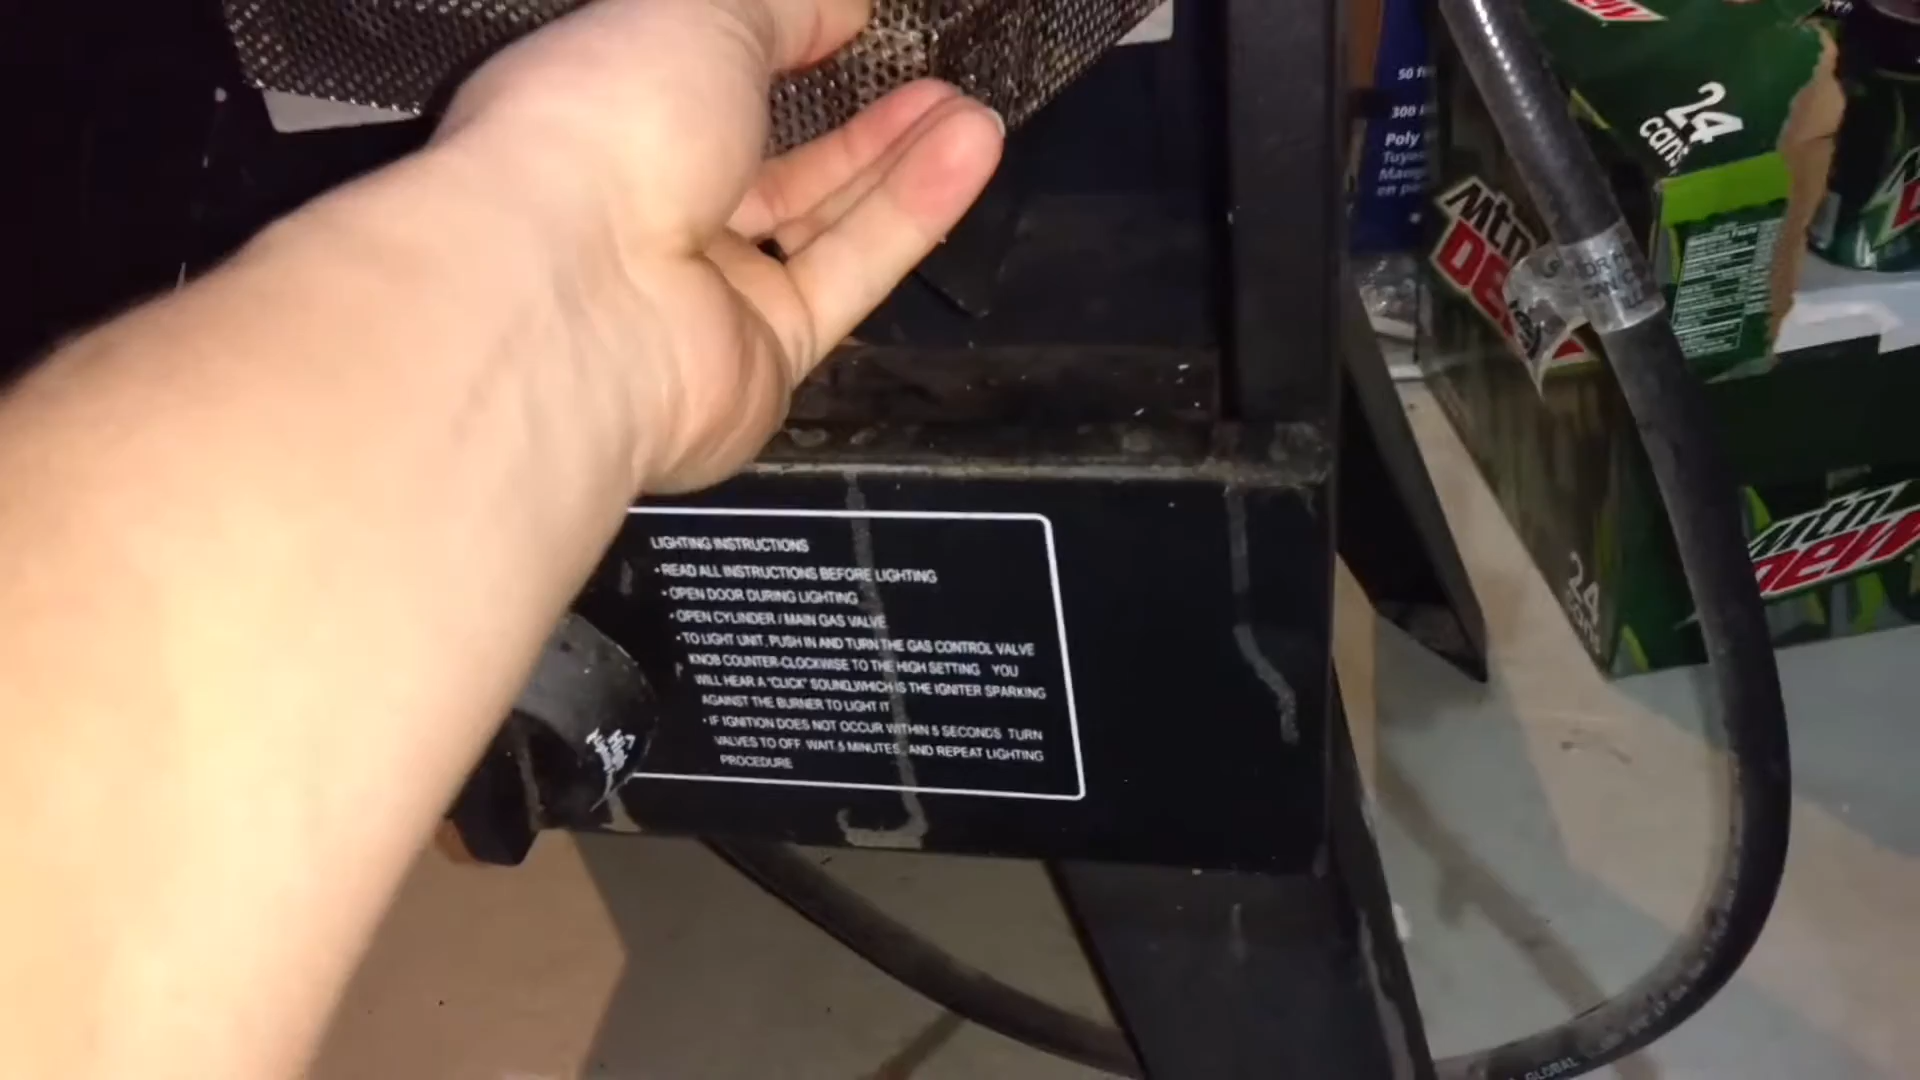 50
300
Poly
24
cans
mtn
DEW
LIGHTING INSTRUCTIONS
• READ ALL INSTRUCTIONS BEFORE LIGHTING
• OPEN DOOR DURING LIGHTING
• OPEN CYLINDER / MAIN GAS VALVE
• TO LIGHT UNIT, PUSH IN AND TURN THE GAS CONTROL VALVE
KNOB COUNTER-CLOCKWISE TO THE HIGH SETTING YOU
WILL HEAR A "CLICK" SOUND,WHICH IS THE IGNITER SPARKING
AGAINST THE BURNER TO LIGHT IT
• IF IGNITION DOES NOT OCCUR WITHIN 5 SECONDS TURN
VALVES TO OFF WAIT 5 MINUTES, AND REPEAT LIGHTING
PROCEDURE
mtn
DEW
24
GLOBAL